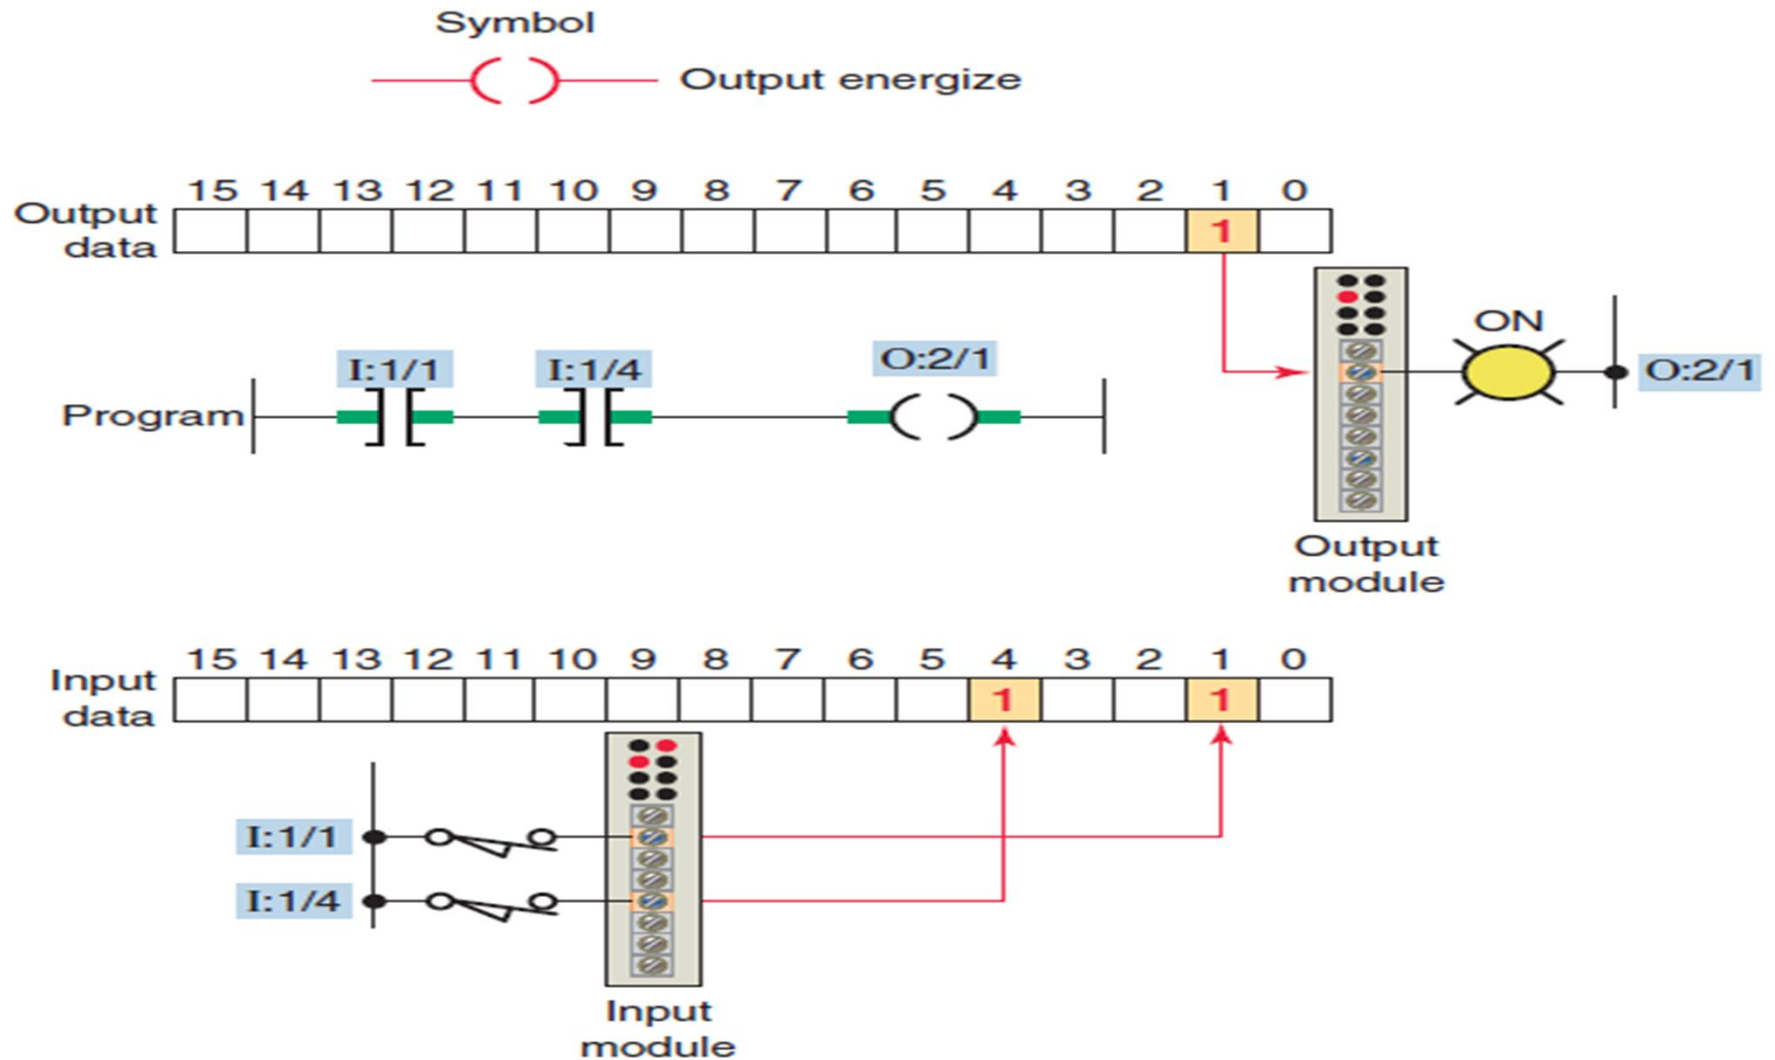 Symbol
Output energize
15 14 13 12 11 10 9 8 7 6 5 4 3 2 1 0
Output
data
1
ON
I:1/1 I:1/4 O:2/1
O:2/1
Program
Output
module
15 14 13 12 11 10 9 8 7 6 5 4 3 2 1 0
Input
data
1 1
I:1/1
I:1/4
Input
module